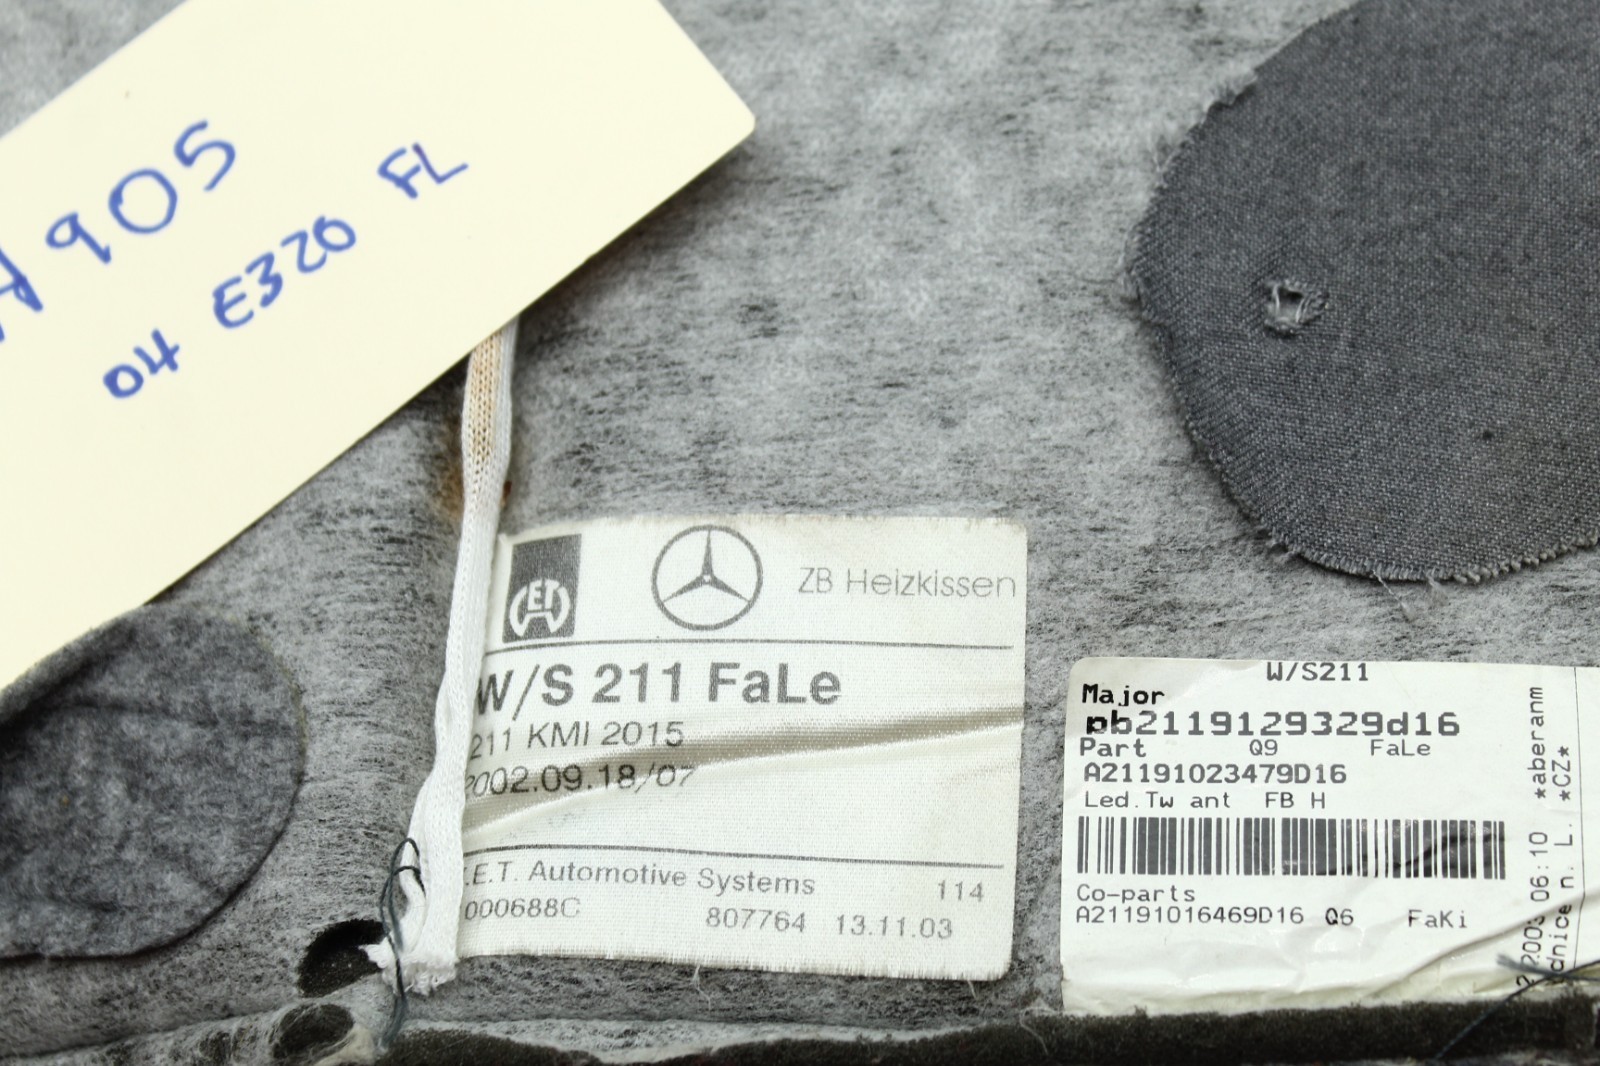 905
04 E320 FL
ZB Heizkissen
W/S 211 FaLe
211 KMI 2015
2002.09.18/07
.E.T. Automotive Systems 114
000688C 807764 13.11.03
W/S211
Major
pb2119129329d16
Part Q9 FaLe
A21191023479D16
Led.Tw ant FB H
Co-parts
A21191016469D16 Q6 FaKi
2003 06:10 *aberanm
dnice n. L. *CZ*